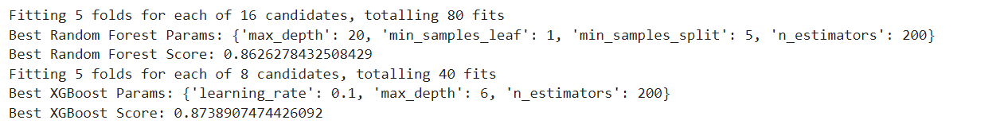 Fitting 5 folds for each of 16 candidates, totalling 80 fits
Best Random Forest Params: {'max_depth': 20, 'min_samples_leaf': 1, 'min_samples_split': 5, 'n_estimators': 200}
Best Random Forest Score: 0.8626278432508429
Fitting 5 folds for each of 8 candidates, totalling 40 fits
Best XGBoost Params: {'learning_rate': 0.1, 'max_depth': 6, 'n_estimators': 200}
Best XGBoost Score: 0.8738907474426092